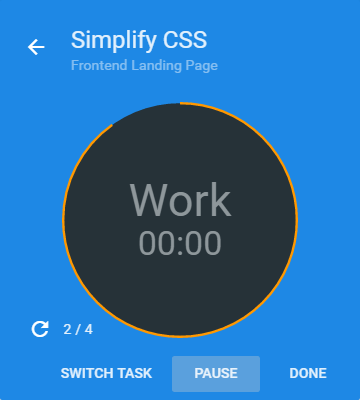 Simplify CSS
Frontend Landing Page
Work
00:00
2 / 4
SWITCH TASK PAUSE DONE